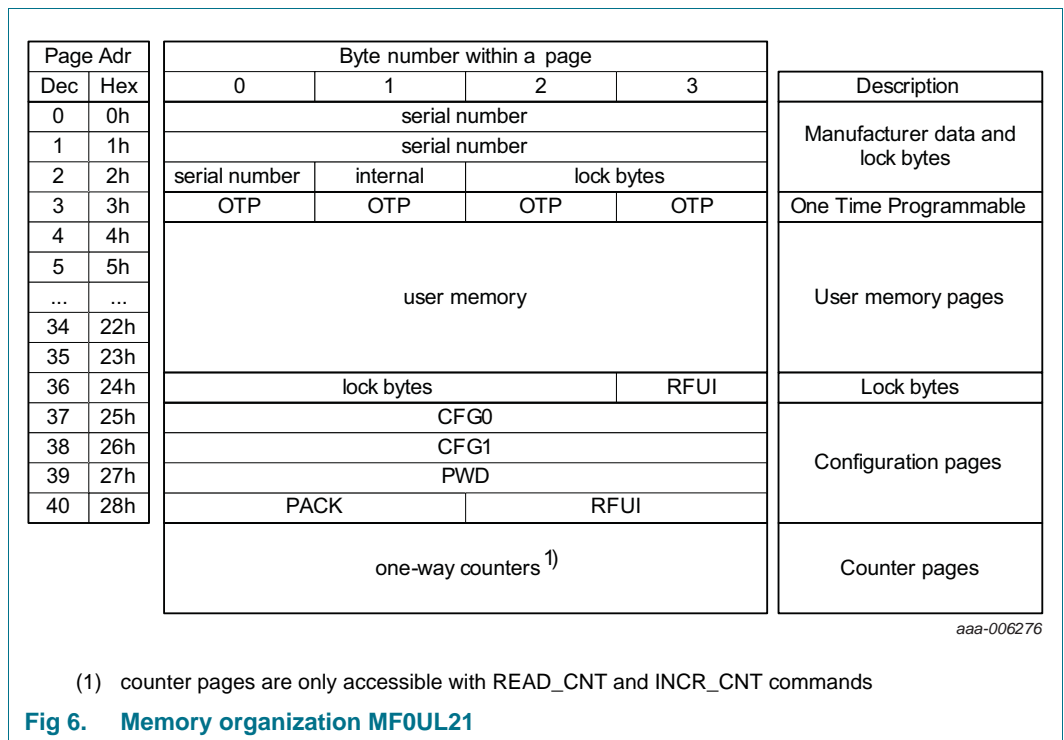 Page Adr Byte number within a page
Dec Hex 0 1 2 3 Description
0 0h serial number
1 1h serial number
Manufacturer data and
lock bytes
2 2h serial number internal lock bytes
3 3h OTP OTP OTP OTP One Time Programmable
4 4h
5 5h
... ... user memory User memory pages
34 22h
35 23h
36 24h lock bytes RFUI Lock bytes
37 25h CFG0
38 26h CFG1
Configuration pages
39 27h PWD
40 28h PACK RFUI
one-way counters 1) Counter pages
aaa-006276
(1) counter pages are only accessible with READ_CNT and INCR_CNT commands
Fig 6. Memory organization MF0UL21